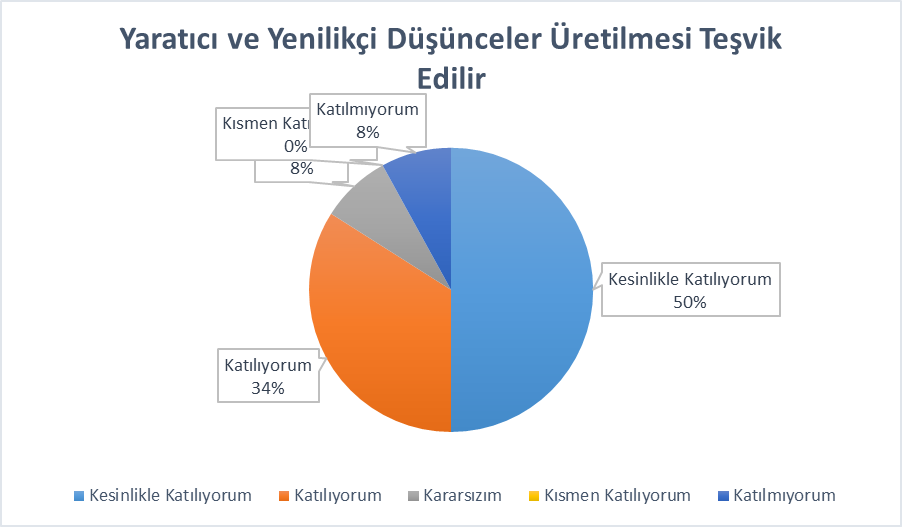 Yaratıcı ve Yenilikçi Düşünceler Üretilmesi Teşvik
Edilir
Katılmıyorum
8%
Kısmen
0%
8%
Kesinlikle Katılıyorum
50%
Katılıyorum
34%
Kesinlikle Katılıyorum
Katılıyorum
Kararsızım
Kısmen Katılıyorum
Katılmıyorum